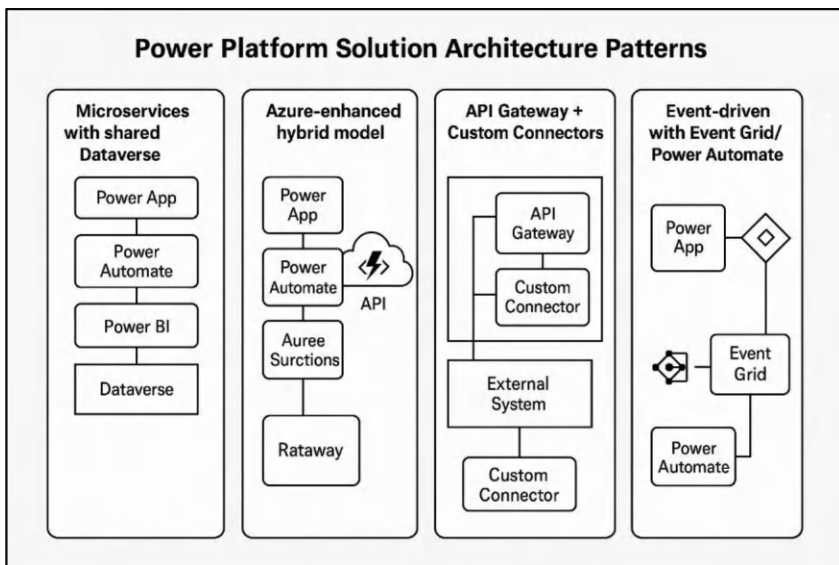 Power Platform Solution Architecture Patterns
Microservices
with shared
Dataverse
Power App
Power
Automate
Power BI
Dataverse
Azure-enhanced
hybrid model
Power
App
Power
Automate
API
Auree
Surctions
Rataway
API Gateway +
Custom Connectors
API
Gateway
Custom
Connector
External
System
Custom
Connector
Event-driven
with Event Grid/
Power Automate
Power
App
Event
Grid
Power
Automate